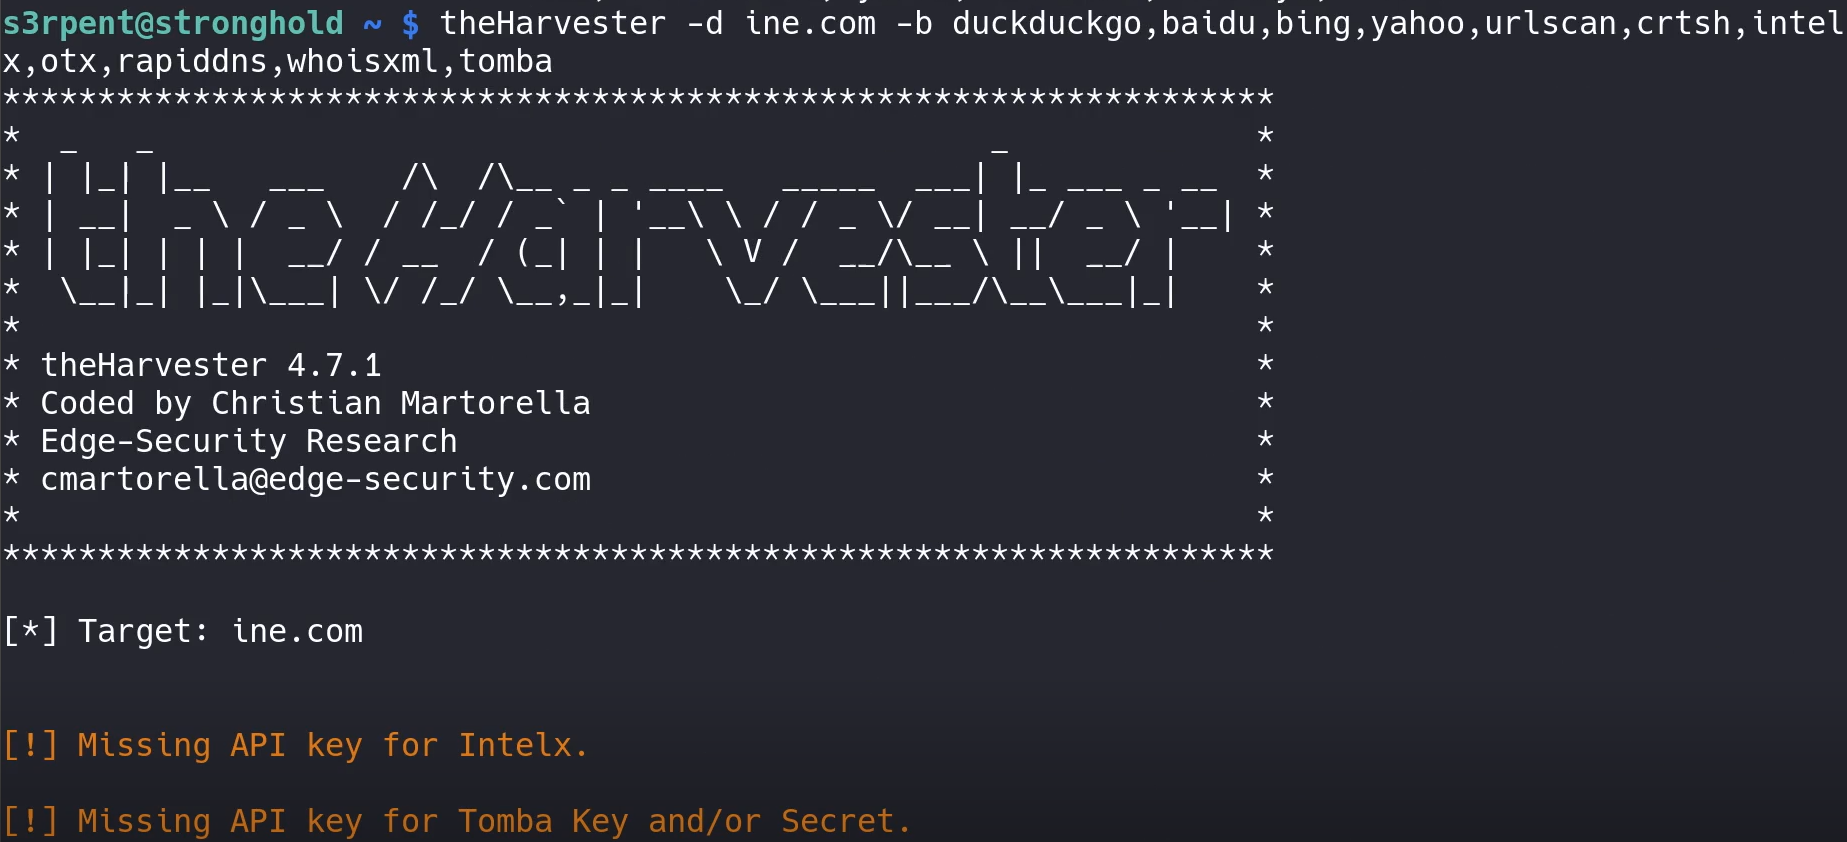 s3rpent@stronghold ~ $ theHarvester -d ine.com -b duckduckgo,baidu,bing,yahoo,urlscan,crtsh,intel
x,otx,rapiddns,whoisxml,tomba
*******************************************************************
*  _    _                                            _             *
* | |_| |__   ___    /\  /\__ _ _ ____   _____  ___| |_ ___ _ __  *
* | __|  _ \ / _ \  / /_/ / _` | '__\ \ / / _ \/ __| __/ _ \ '__| *
* | |_| | | |  __/ / __  / (_| | |   \ V /  __/\__ \ ||  __/ |    *
*  \__|_| |_|\___| \/ /_/ \__,_|_|    \_/ \___||___/\__\___|_|    *
*                                                                 *
* theHarvester 4.7.1                                              *
* Coded by Christian Martorella                                   *
* Edge-Security Research                                          *
* cmartorella@edge-security.com                                   *
*                                                                 *
*******************************************************************
[*] Target: ine.com
[!] Missing API key for Intelx.
[!] Missing API key for Tomba Key and/or Secret.